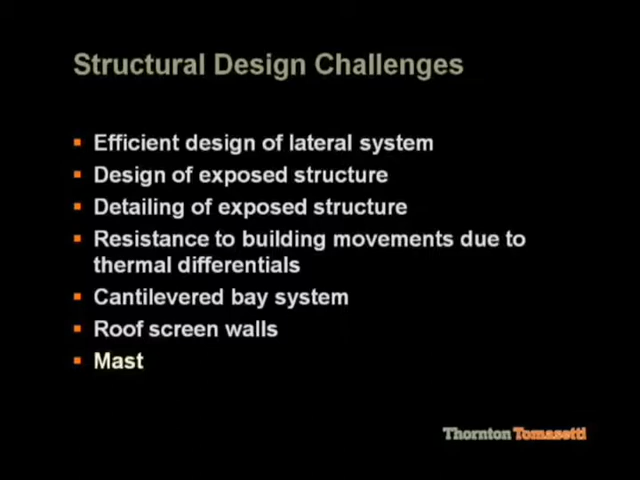 Structural Design Challenges
Efficient design of lateral system
Design of exposed structure
Detailing of exposed structure
Resistance to building movements due to
thermal differentials
Cantilevered bay system
Roof screen walls
Mast
Thornton Tomasetti